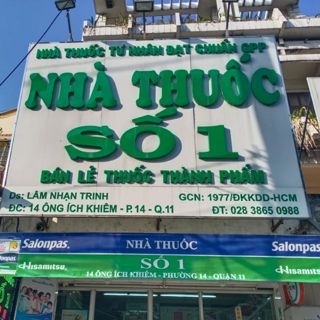 NHÀ THUỐC TƯ NHÂN ĐẠT CHUẨN GPP
NHÀ THUỐC
SỐ 1
BÁN LẺ THUỐC THÀNH PHẨM
Ds: LÂM NHẠN TRINH
GCN: 1977/ĐKKDD-HCM
ĐC: 14 ÔNG ÍCH KHIÊM - P.14 - Q.11
ĐT: 028 3865 0988
Salonpas. NHÀ THUỐC Salonpas.
Hisamitsu. SỐ 1 Hisamitsu.
14 ÔNG ÍCH KHIÊM - PHƯỜNG 14 - QUẬN 11